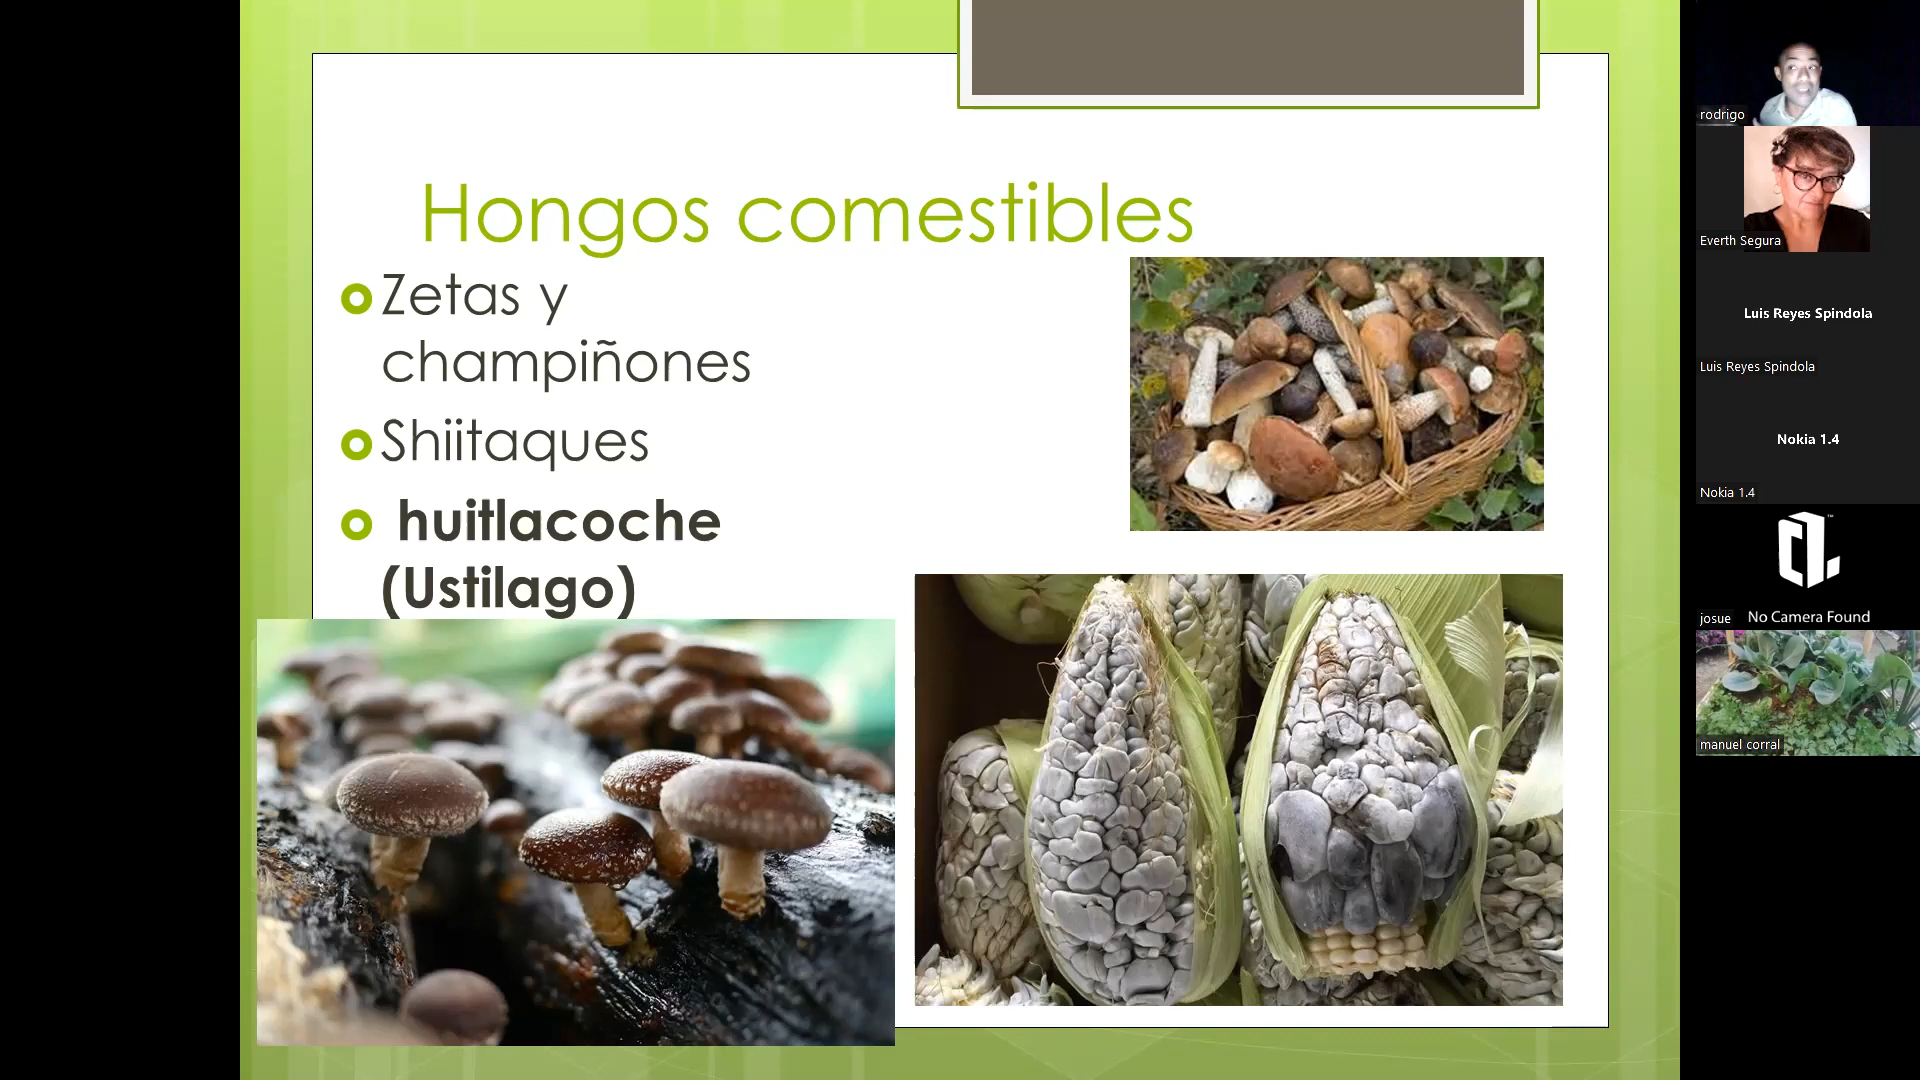 Hongos comestibles
Zetas y
champiñones
Shiitaques
huitlacoche
(Ustilago)
rodrigo
Everth Segura
Luis Reyes Spindola
Luis Reyes Spindola
Nokia 1.4
Nokia 1.4
No Camera Found
josue
manuel corral